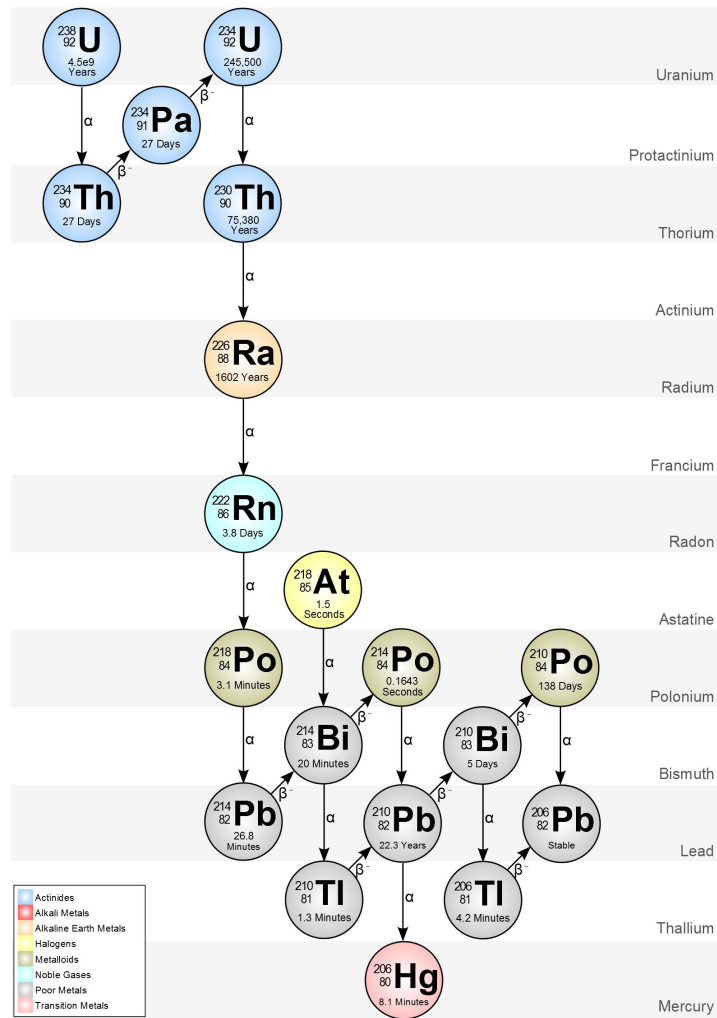 238
92
U
4.5e9
Years
234
92
U
245,500
Years
Uranium
α
β⁻
α
234
91
Pa
27 Days
β⁻
Protactinium
234
90
Th
27 Days
230
90
Th
75,380
Years
Thorium
α
Actinium
226
88
Ra
1602 Years
Radium
α
Francium
222
86
Rn
3.8 Days
Radon
α
218
85
At
1.5
Seconds
Astatine
218
84
Po
3.1 Minutes
α
214
84
Po
0.1643
Seconds
210
84
Po
138 Days
Polonium
α
214
83
Bi
20 Minutes
β⁻
α
210
83
Bi
5 Days
β⁻
α
Bismuth
214
82
Pb
26.8
Minutes
β⁻
α
210
82
Pb
22.3 Years
β⁻
α
206
82
Pb
Stable
Lead
210
81
Tl
1.3 Minutes
β⁻
α
206
81
Tl
4.2 Minutes
β⁻
Thallium
206
80
Hg
8.1 Minutes
Mercury
Actinides
Alkali Metals
Alkaline Earth Metals
Halogens
Metalloids
Noble Gases
Poor Metals
Transition Metals